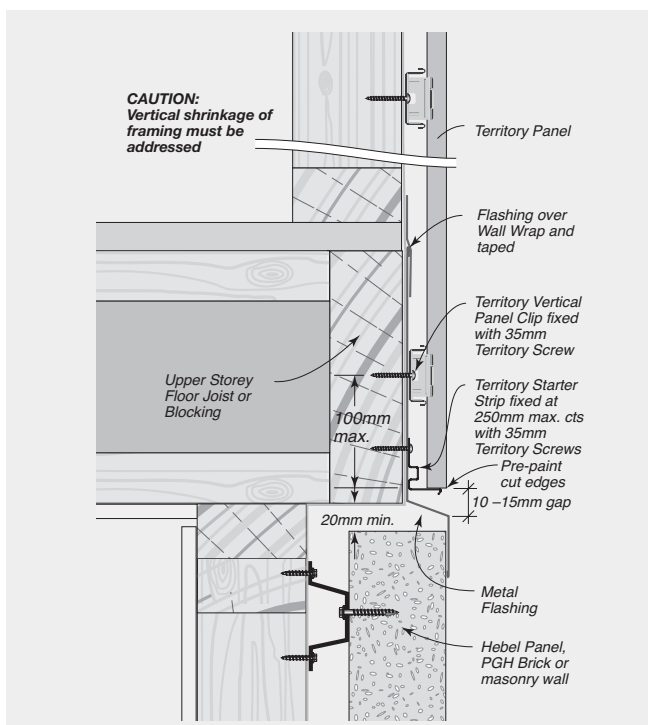 CAUTION:
Vertical shrinkage of
framing must be
addressed
Territory Panel
Flashing over
Wall Wrap and
taped
Territory Vertical
Panel Clip fixed
with 35mm
Territory Screw
Upper Storey
Floor Joist or
Blocking
100mm
max.
Territory Starter
Strip fixed at
250mm max. cts
with 35mm
Territory Screws
Pre-paint
cut edges
10 –15mm gap
20mm min.
Metal
Flashing
Hebel Panel,
PGH Brick or
masonry wall